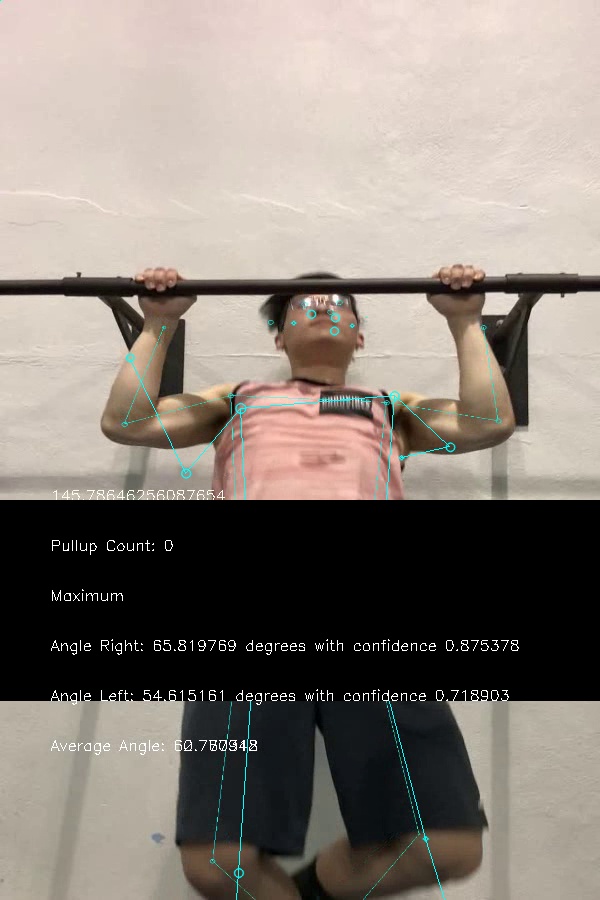 145.78646256087654
Pullup Count: 0
Maximum
Angle Right: 65.819769 degrees with confidence 0.875378
Angle Left: 54.615161 degrees with confidence 0.718903
Average Angle: